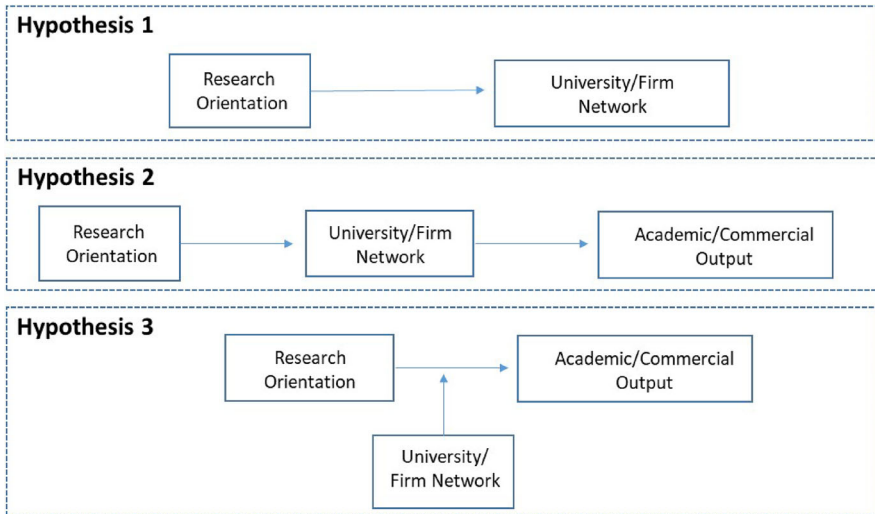 Hypothesis 1
Research
Orientation
University/Firm
Network
Hypothesis 2
Research
Orientation
University/Firm
Network
Academic/Commercial
Output
Hypothesis 3
Research
Orientation
Academic/Commercial
Output
University/
Firm Network